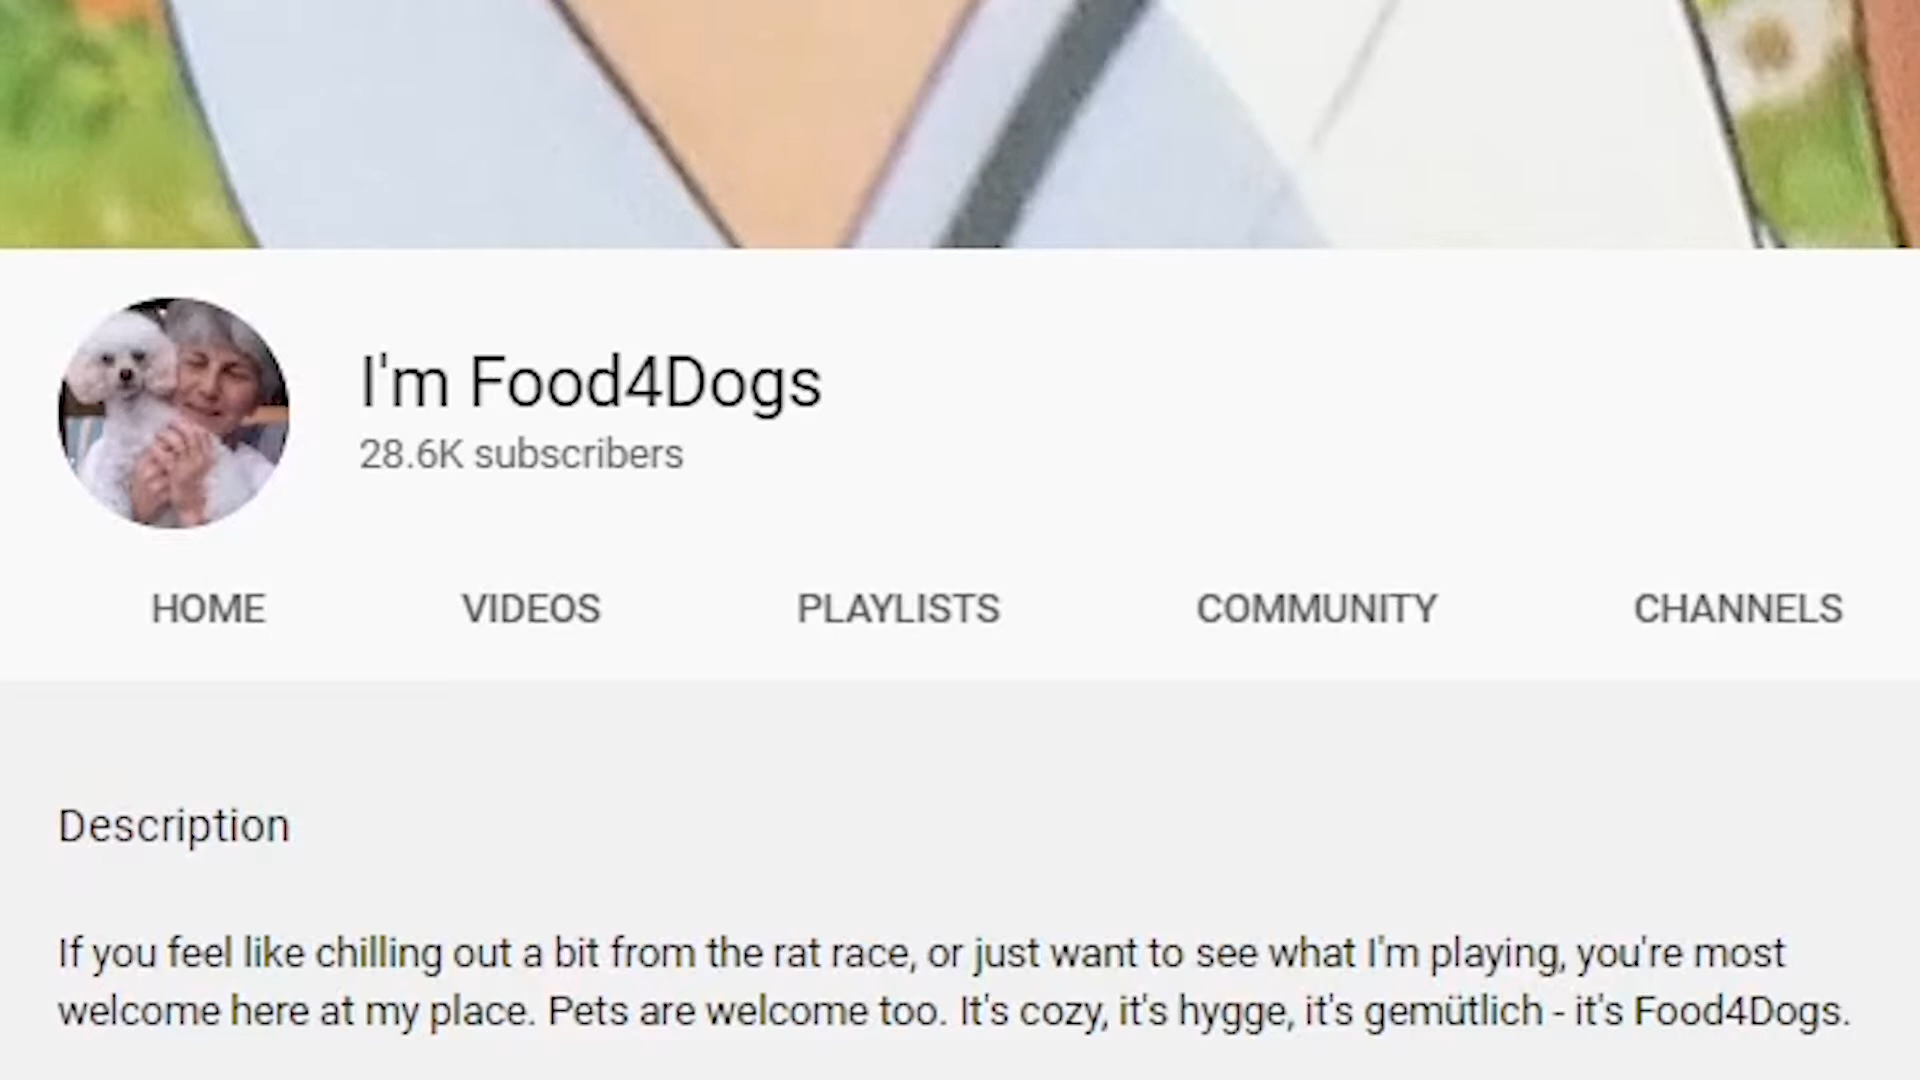 I'm Food4Dogs
28.6K subscribers
HOME VIDEOS PLAYLISTS COMMUNITY CHANNELS
Description
If you feel like chilling out a bit from the rat race, or just want to see what I'm playing, you're most
welcome here at my place. Pets are welcome too. It's cozy, it's hygge, it's gemütlich - it's Food4Dogs.